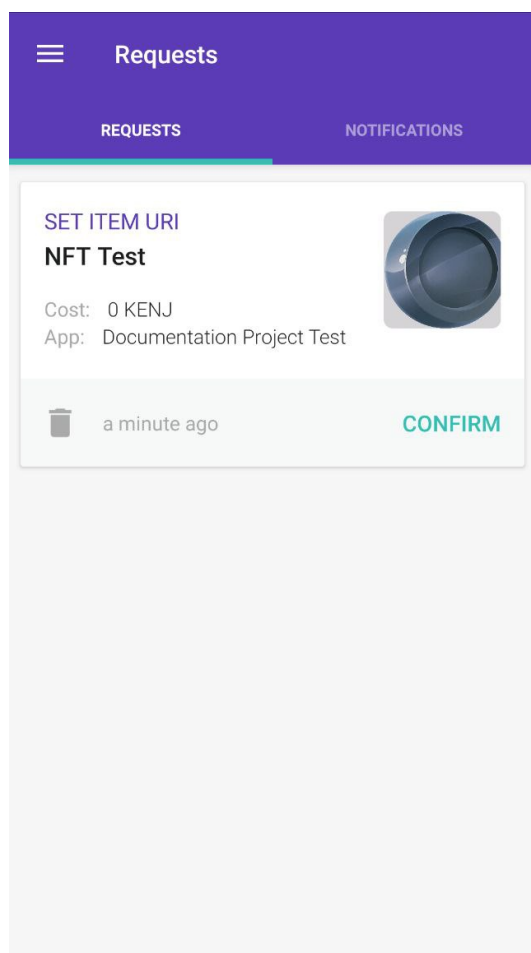 Requests
REQUESTS
NOTIFICATIONS
SET ITEM URI
NFT Test
Cost: 0 KENJ
App: Documentation Project Test
a minute ago
CONFIRM